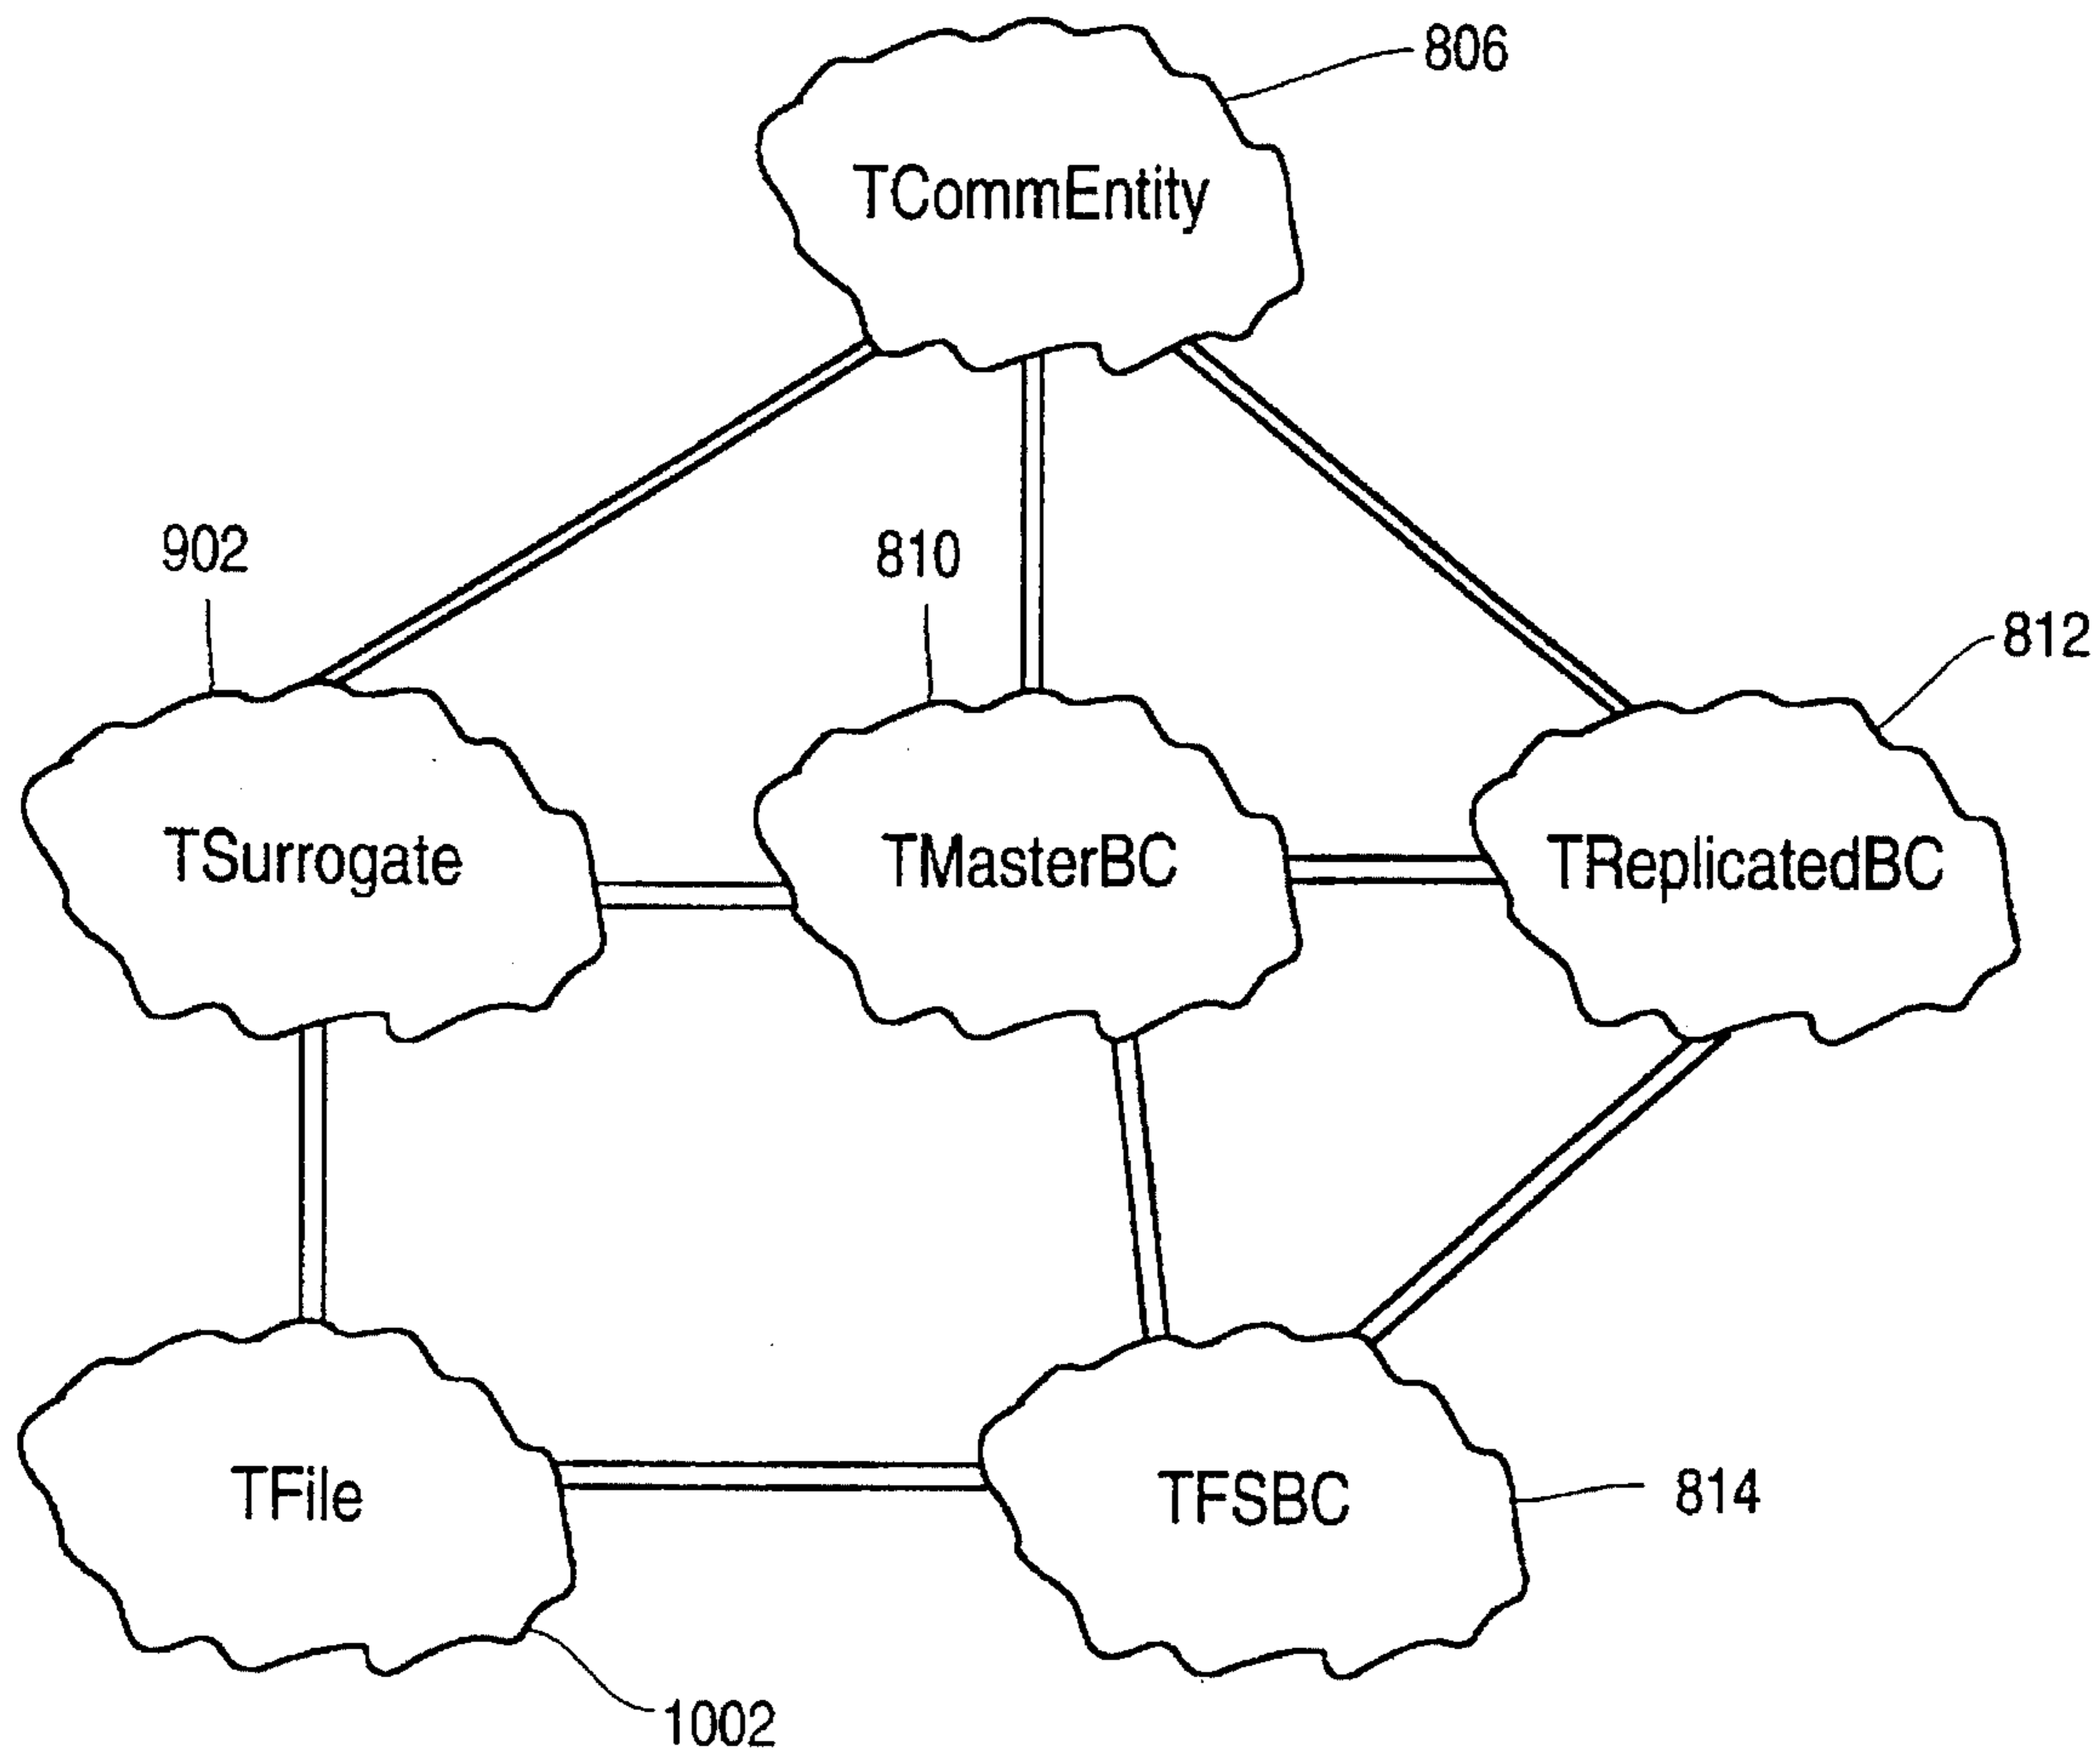 806
TCommEntity
902
810
812
TSurrogate
TMasterBC
TReplicatedBC
TFile
TFSBC
814
1002